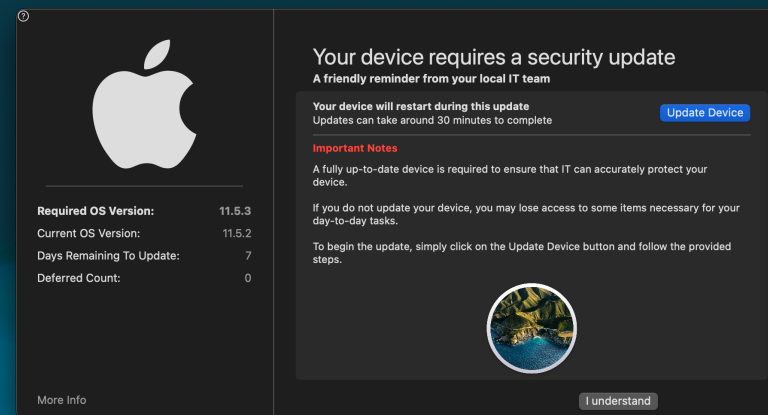 ?
Your device requires a security update
A friendly reminder from your local IT team
Your device will restart during this update
Updates can take around 30 minutes to complete
Update Device
Important Notes
A fully up-to-date device is required to ensure that IT can accurately protect your
device.
If you do not update your device, you may lose access to some items necessary for your
day-to-day tasks.
To begin the update, simply click on the Update Device button and follow the provided
steps.
Required OS Version: 11.5.3
Current OS Version: 11.5.2
Days Remaining To Update: 7
Deferred Count: 0
More Info
I understand